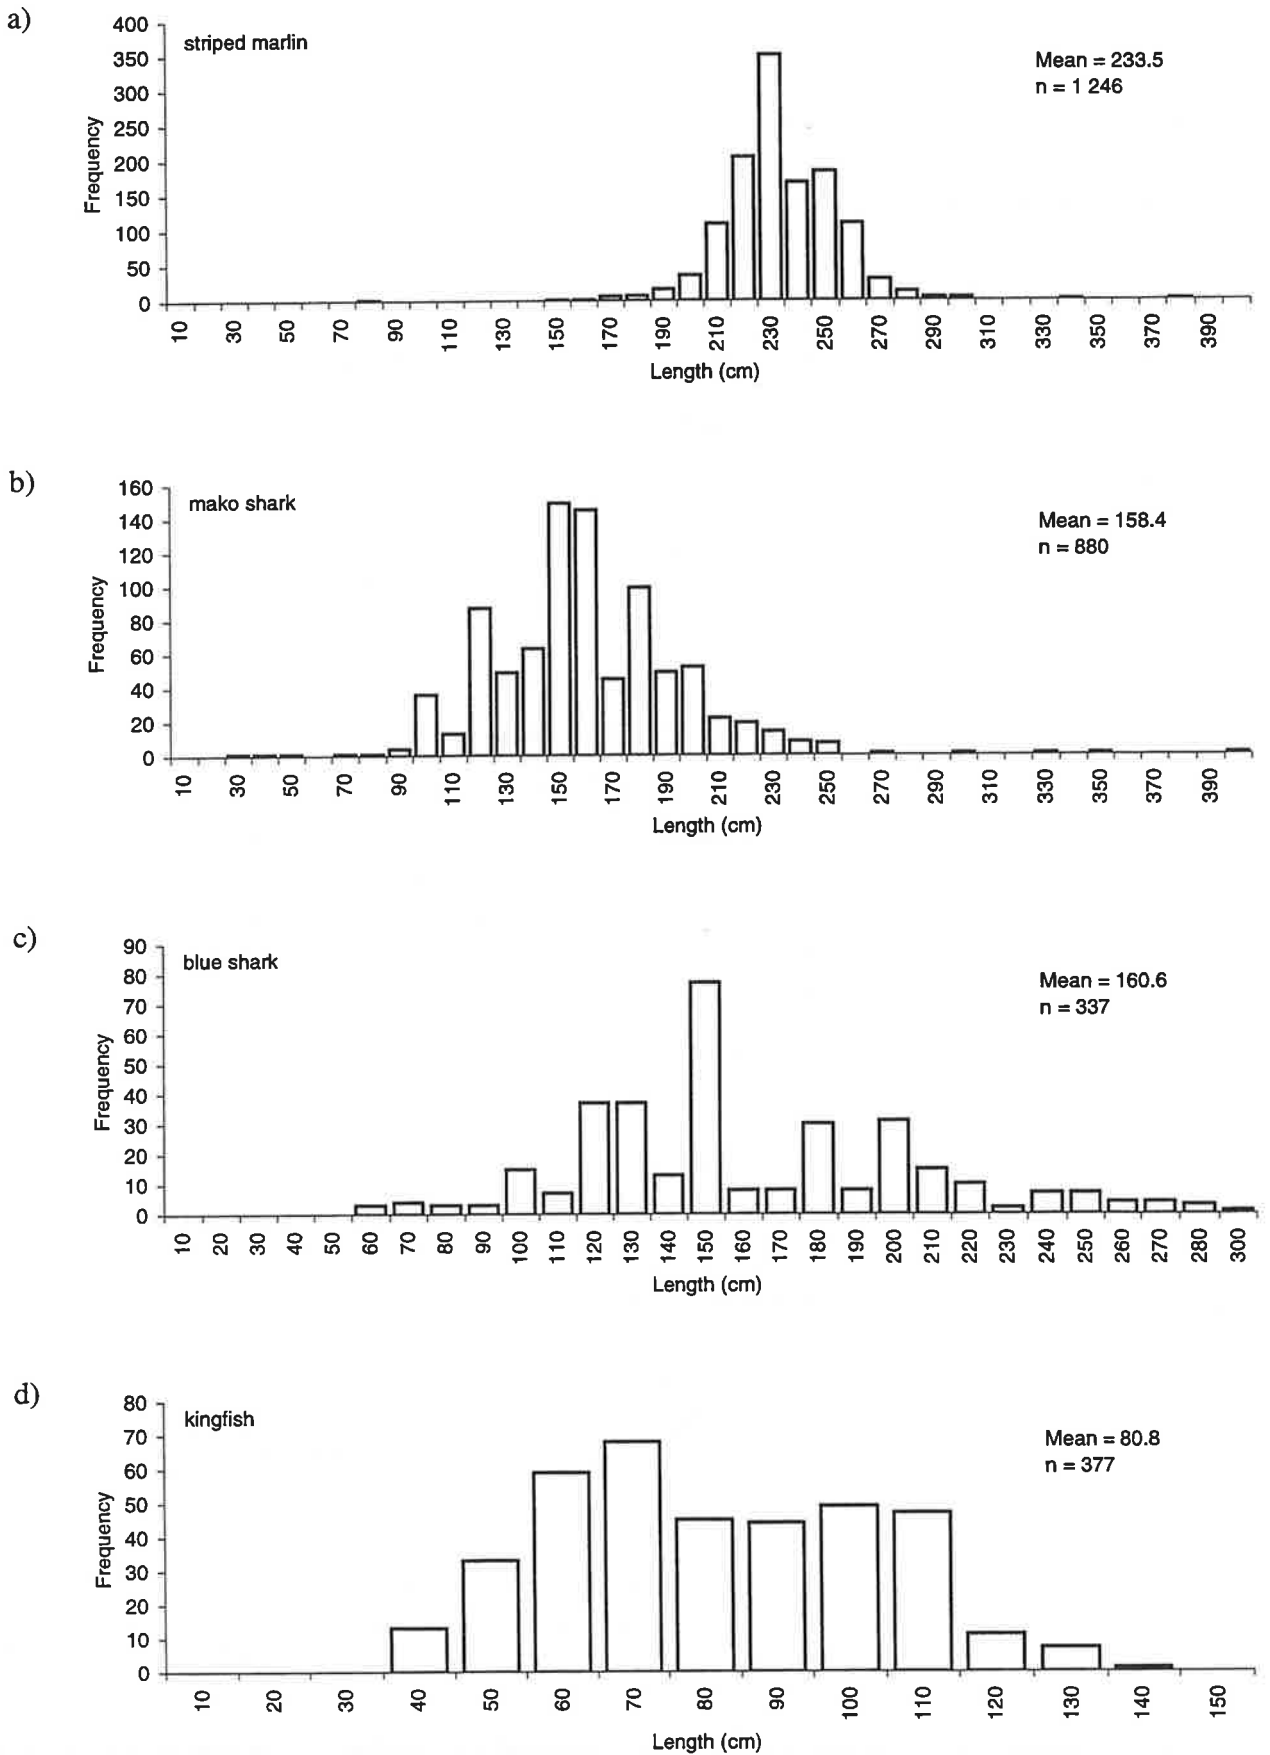 a)
400
350
300
250
200
150
100
50
0
Frequency
striped marlin
Mean = 233.5
n = 1 246
10 30 50 70 90 110 130 150 170 190 210 230 250 270 290 310 330 350 370 390
Length (cm)
b)
160
140
120
100
80
60
40
20
0
Frequency
mako shark
Mean = 158.4
n = 880
10 30 50 70 90 110 130 150 170 190 210 230 250 270 290 310 330 350 370 390
Length (cm)
c)
90
80
70
60
50
40
30
20
10
0
Frequency
blue shark
Mean = 160.6
n = 337
10 20 30 40 50 60 70 80 90 100 110 120 130 140 150 160 170 180 190 200 210 220 230 240 250 260 270 280 300
Length (cm)
d)
80
70
60
50
40
30
20
10
0
Frequency
kingfish
Mean = 80.8
n = 377
10 20 30 40 50 60 70 80 90 100 110 120 130 140 150
Length (cm)